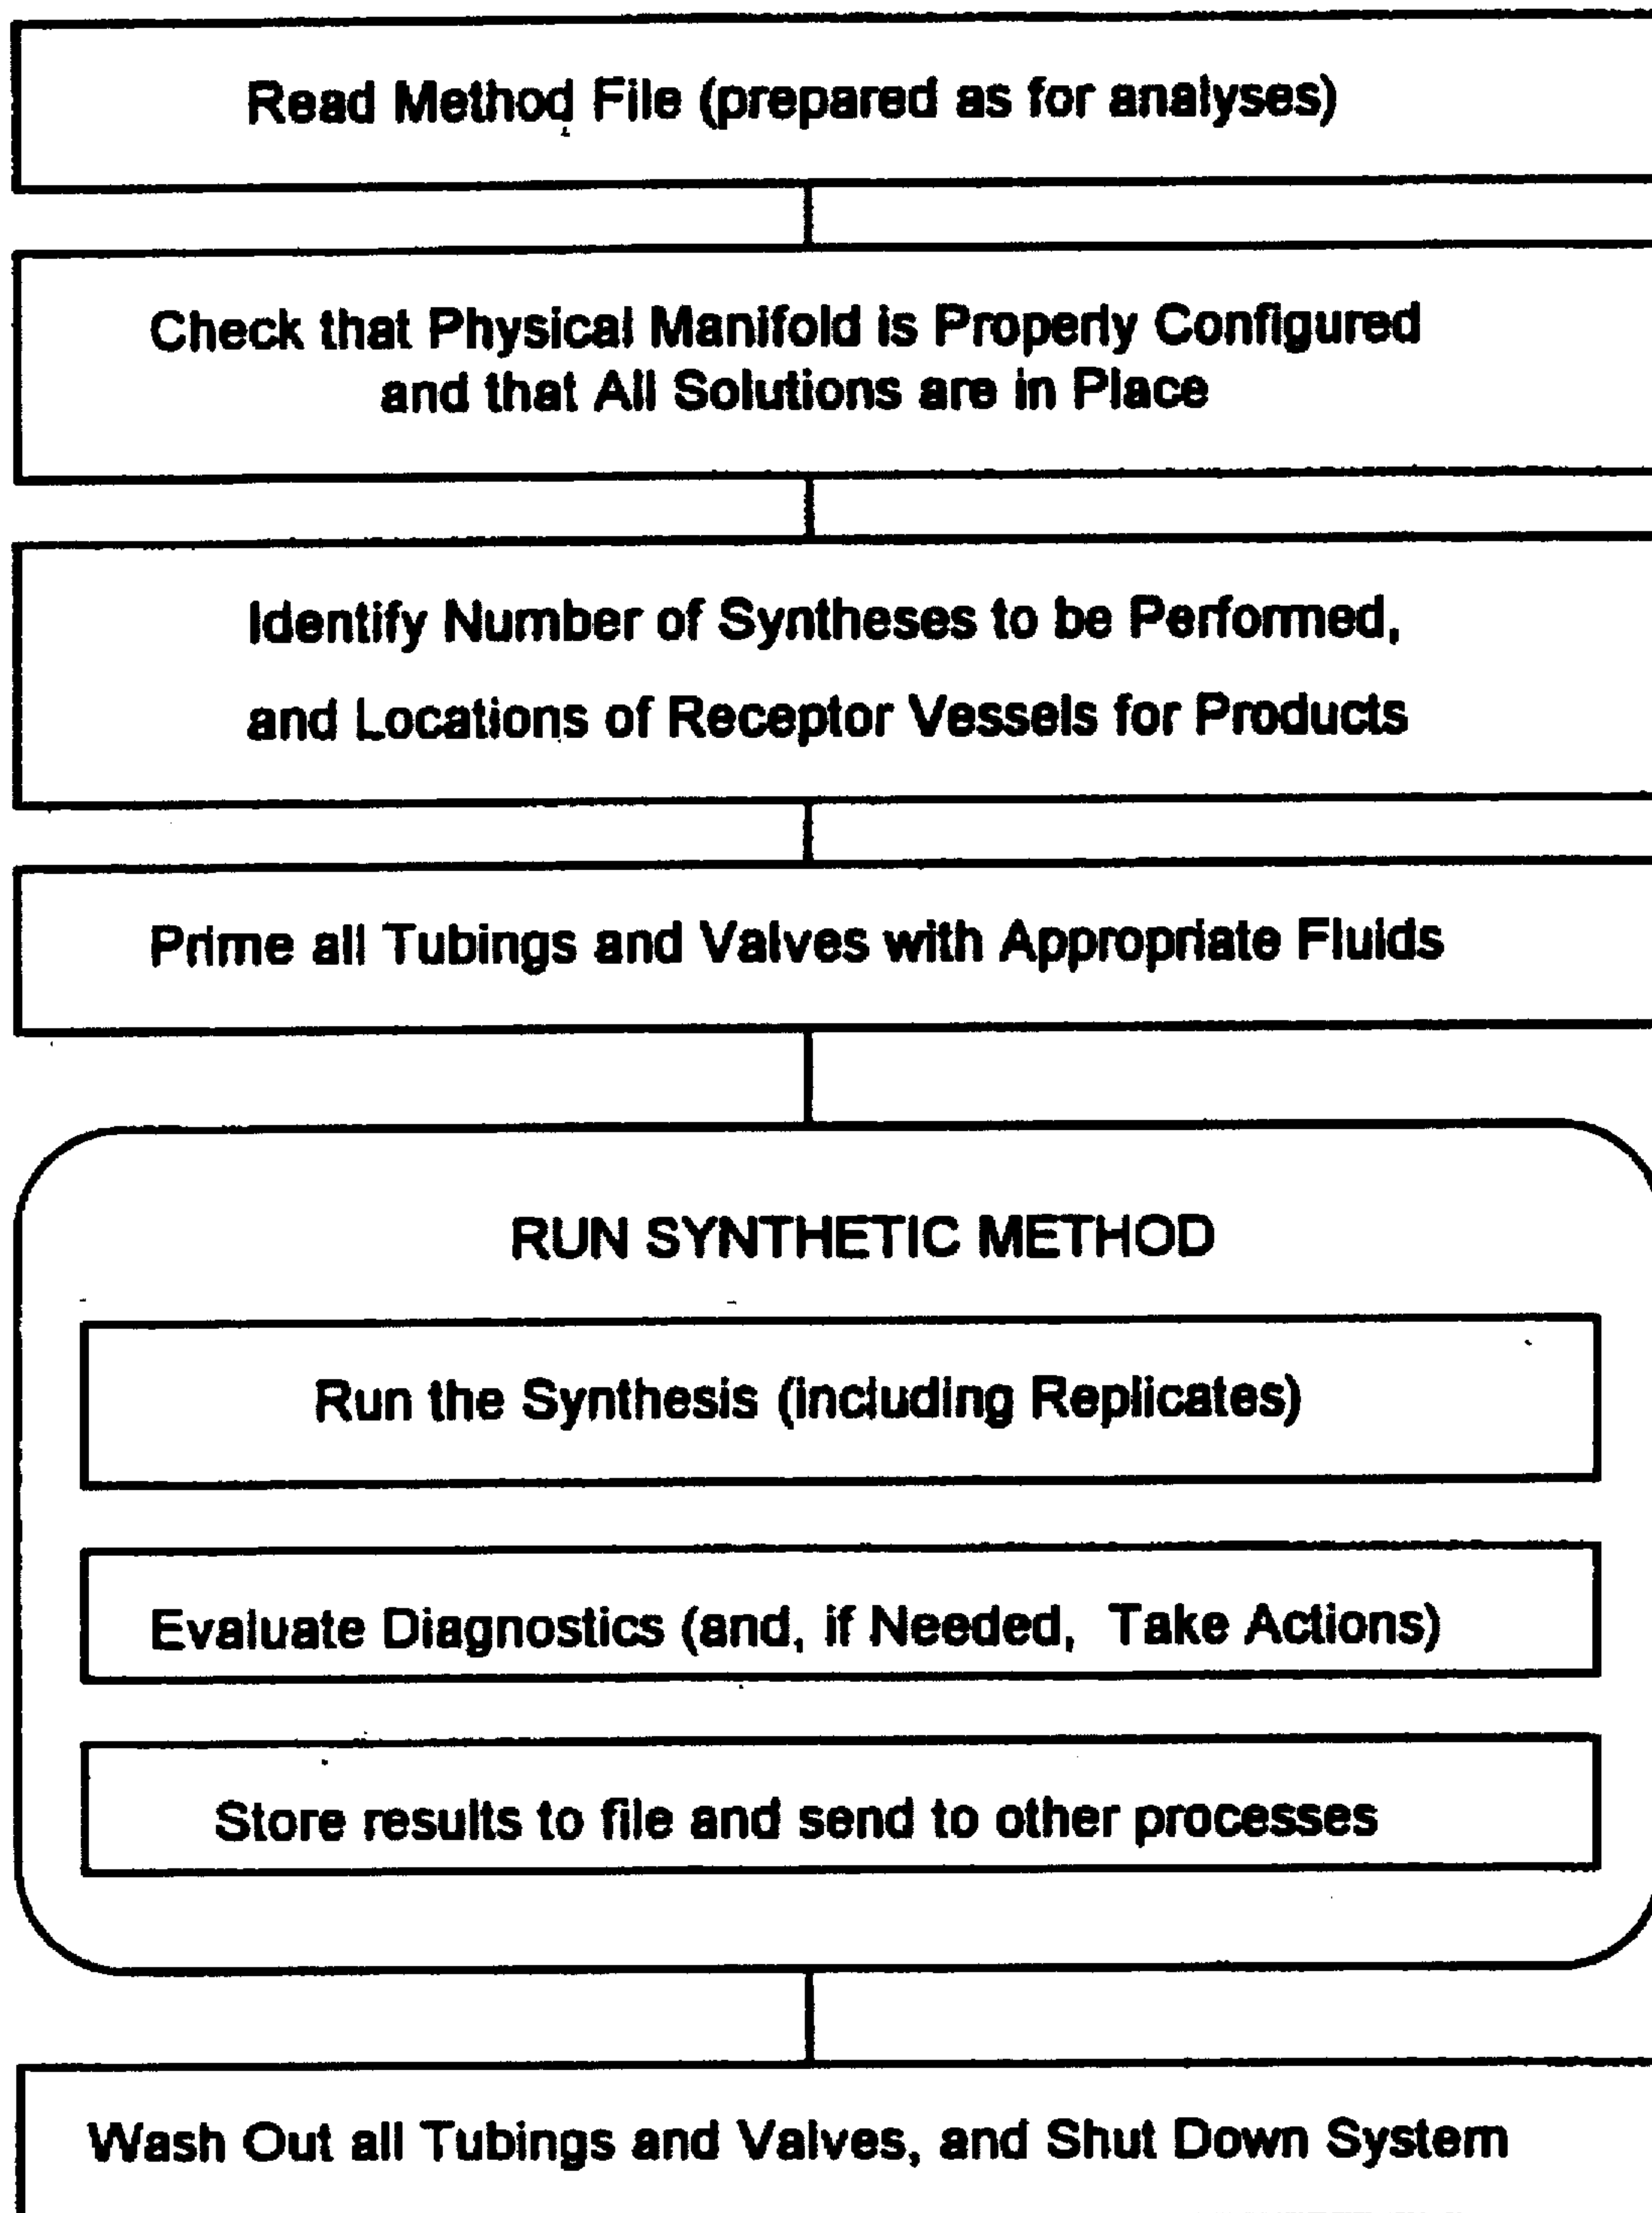 Read Method File (prepared as for analyses)
Check that Physical Manifold is Properly Configured
and that All Solutions are in Place
Identify Number of Syntheses to be Performed,
and Locations of Receptor Vessels for Products
Prime all Tubings and Valves with Appropriate Fluids
RUN SYNTHETIC METHOD
Run the Synthesis (including Replicates)
Evaluate Diagnostics (and, if Needed, Take Actions)
Store results to file and send to other processes
Wash Out all Tubings and Valves, and Shut Down System